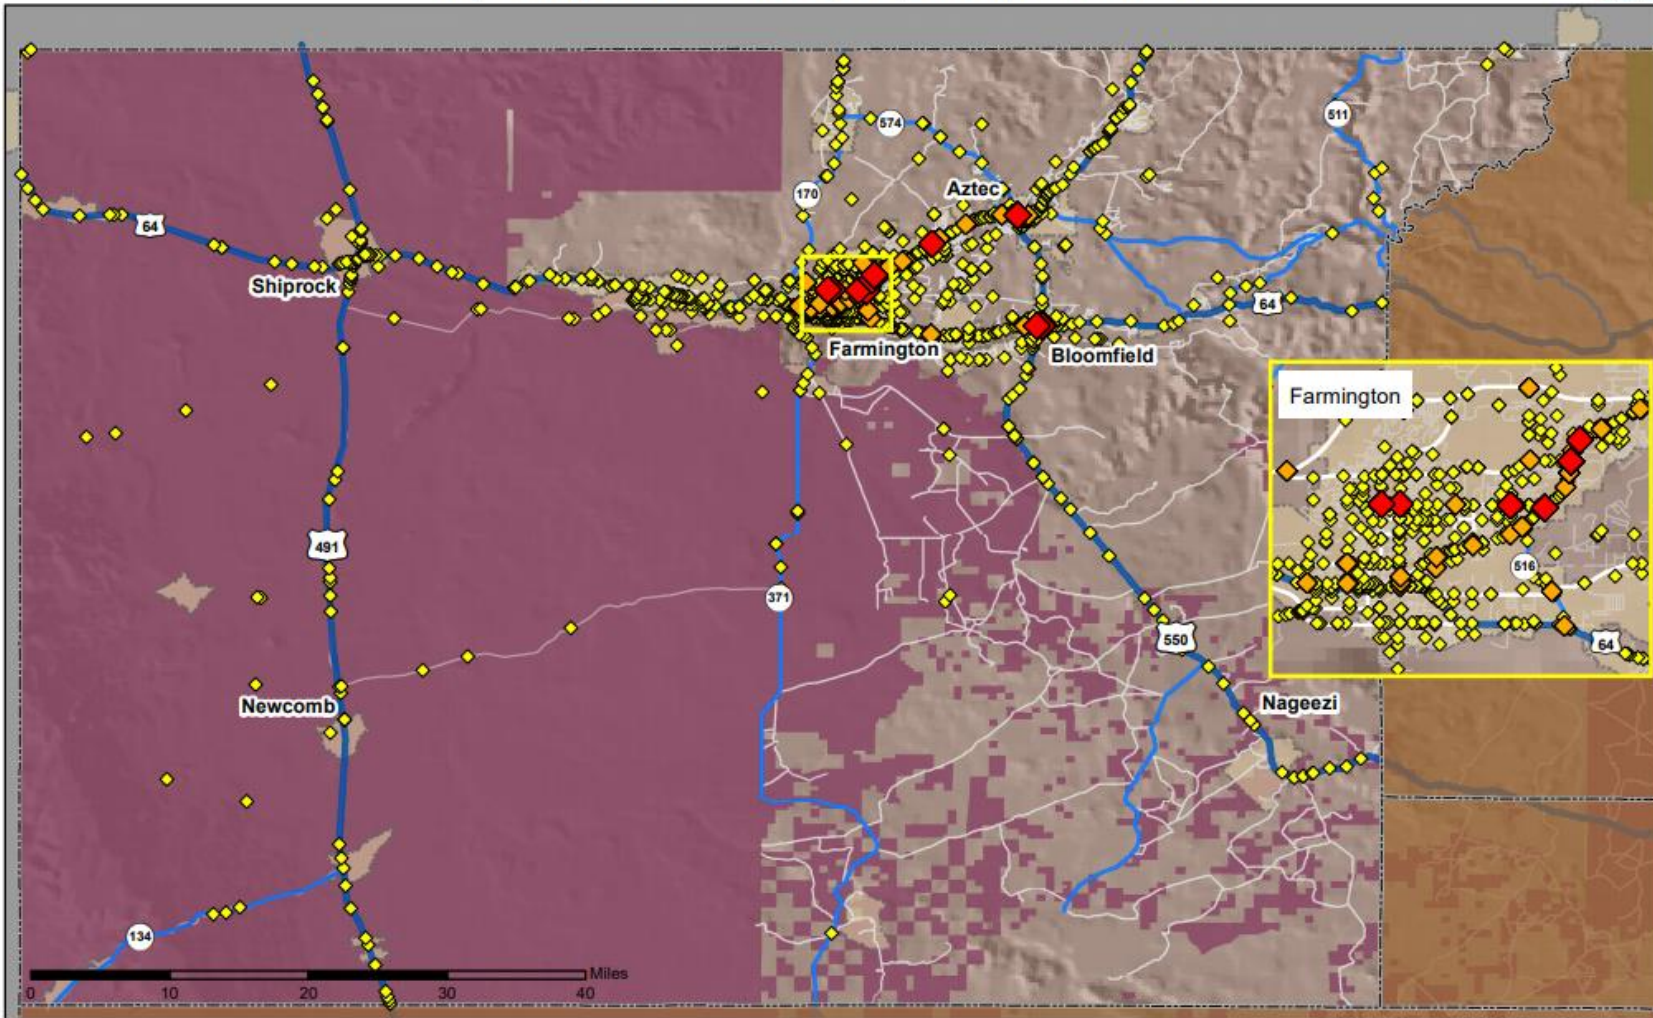 511
574
Aztec
170
64
Shiprock
64
Farmington
Bloomfield
Farmington
491
516
371
550
64
Newcomb
Nageezi
134
Miles
0 10 20 30 40